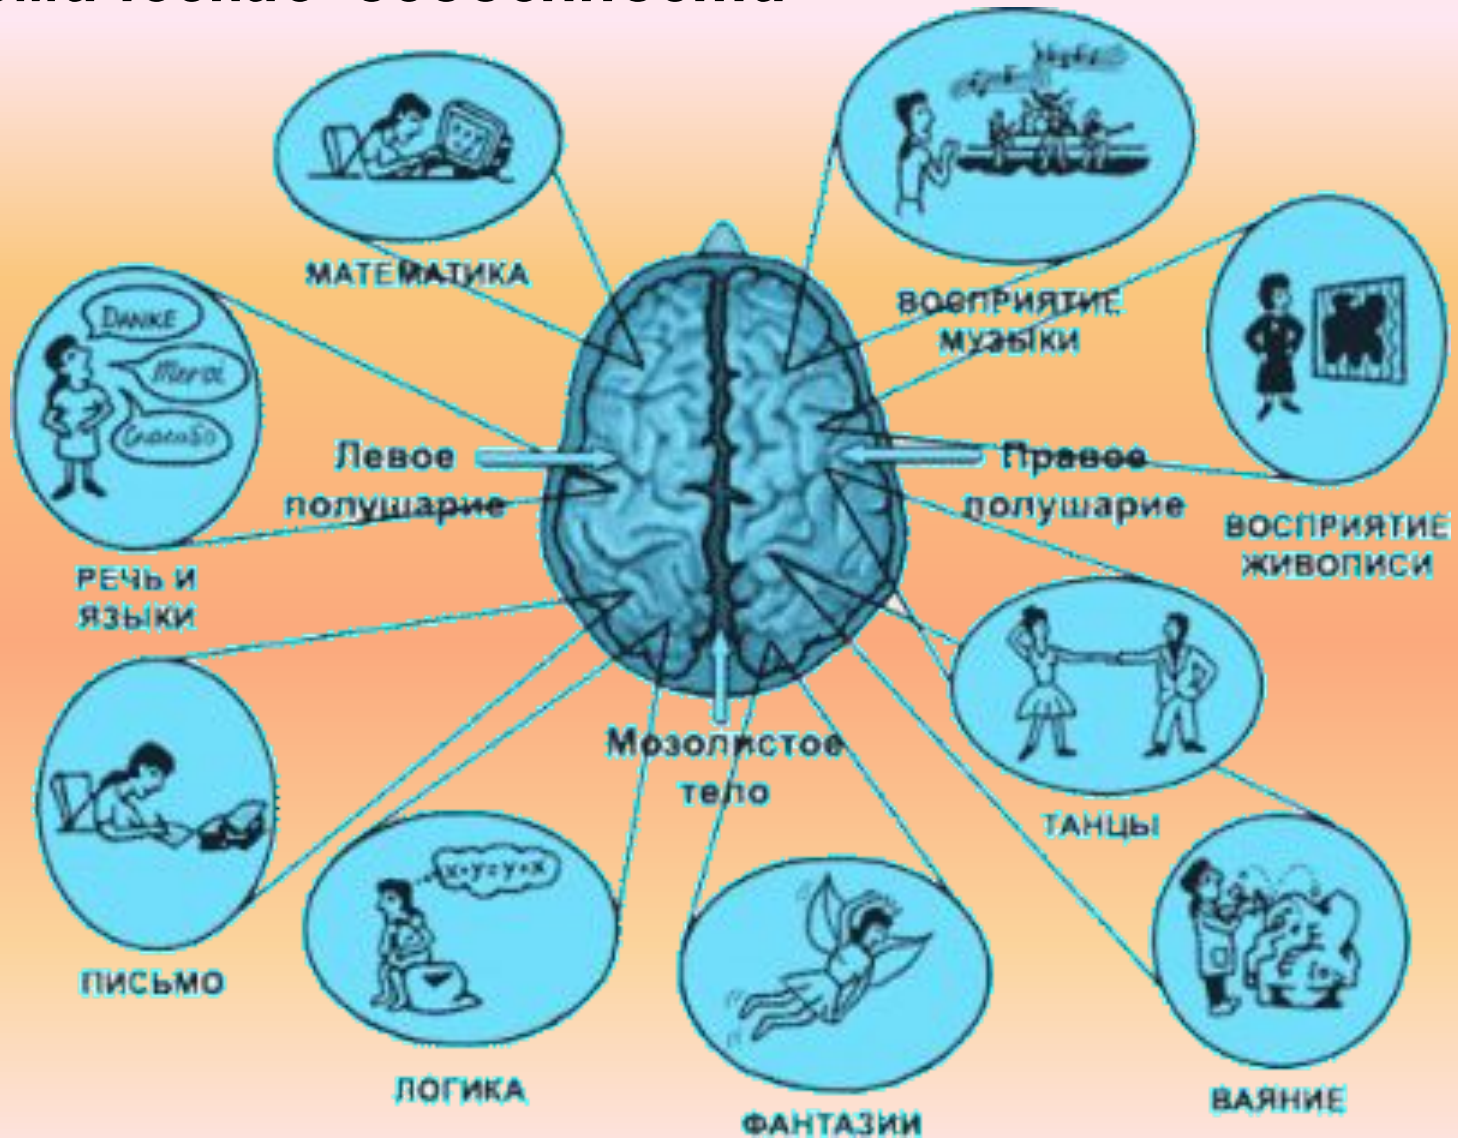 МАТЕМАТИКА
ВОСПРИЯТИЕ
МУЗЫКИ
DANKE
Merci
Спасибо
РЕЧЬ И
ЯЗЫКИ
Левое
полушарие
Правое
полушарие
ВОСПРИЯТИЕ
ЖИВОПИСИ
Мозолистое
тело
ТАНЦЫ
ПИСЬМО
ЛОГИКА
ФАНТАЗИИ
ВАЯНИЕ